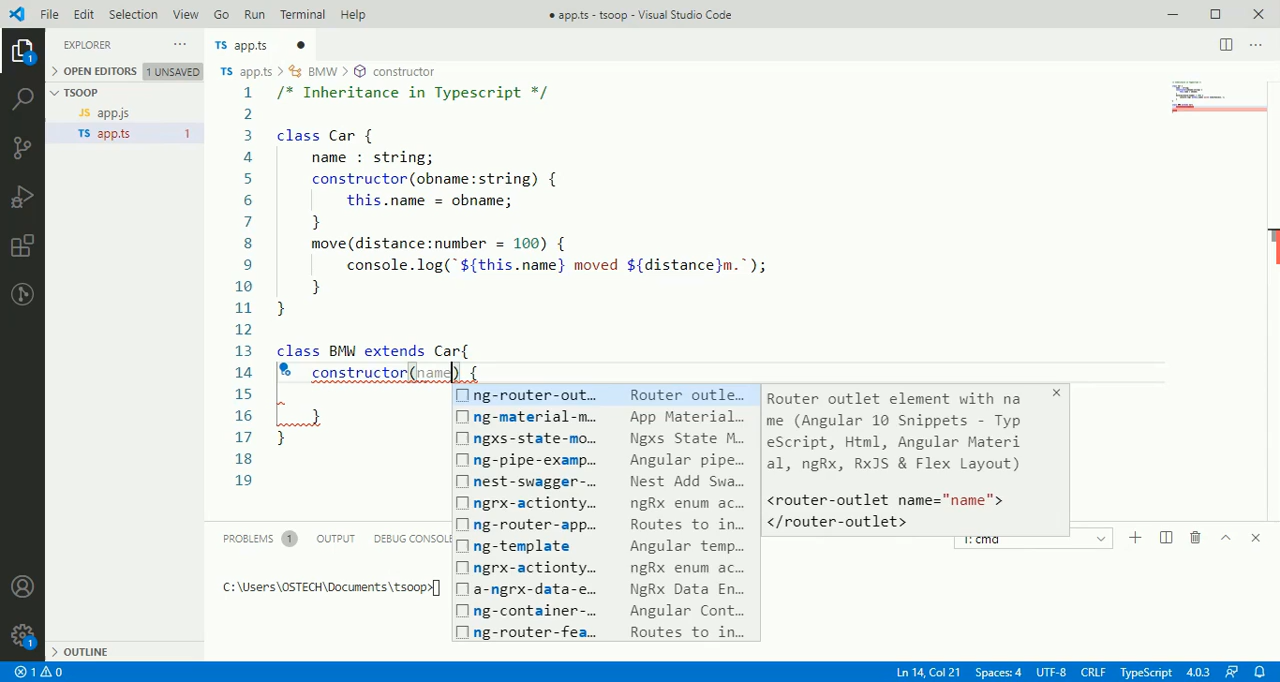 File Edit Selection View Go Run Terminal Help
● app.ts - tsoop - Visual Studio Code
EXPLORER ...
TS app.ts ●
OPEN EDITORS 1 UNSAVED
TS app.ts > BMW > constructor
TSOOP
JS app.js
TS app.ts 1
1 /* Inheritance in Typescript */
2
3 class Car {
4 name : string;
5 constructor(obname:string) {
6 this.name = obname;
7 }
8 move(distance:number = 100) {
9 console.log(`${this.name} moved ${distance}m.`);
10 }
11 }
12
13 class BMW extends Car{
14 constructor(name) {
15
16 }
17 }
18
19
ng-router-out... Router outle...
ng-material-m... App Material...
ngxs-state-mo... Ngxs State M...
ng-pipe-examp... Angular pipe...
nest-swagger-... Nest Add Swa...
ngrx-actionty... ngRx enum ac...
ng-router-app... Routes to in...
ng-template Angular temp...
ngrx-actionty... ngRx enum ac...
a-ngrx-data-e... NgRx Data En...
ng-container-... Angular Cont...
ng-router-fea... Routes to in...
Router outlet element with na
me (Angular 10 Snippets - Typ
eScript, Html, Angular Materi
al, ngRx, RxJS & Flex Layout)
<router-outlet name="name">
</router-outlet>
PROBLEMS 1 OUTPUT DEBUG CONSOLE
1: cmd
C:\Users\OSTECH\Documents\tsoop>
OUTLINE
1 0
Ln 14, Col 21 Spaces: 4 UTF-8 CRLF TypeScript 4.0.3